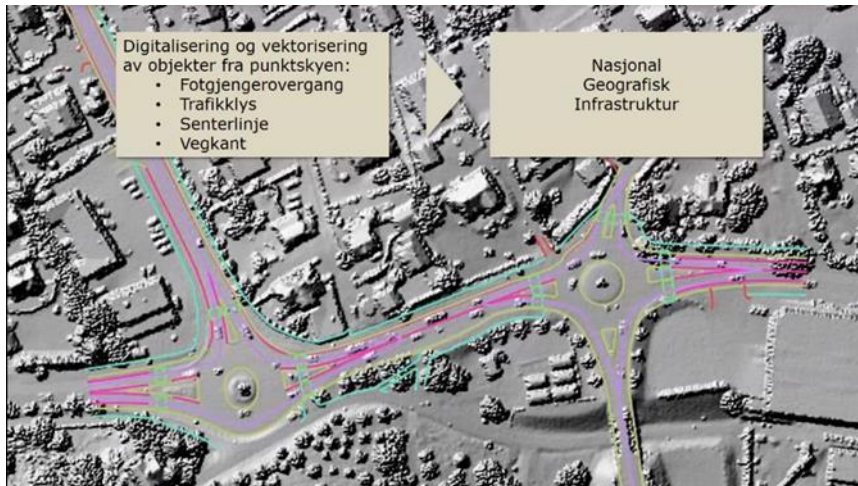 Digitalisering og vektorisering
av objekter fra punktskyen:
• Fotgjengerovergang
• Trafikklys
• Senterlinje
• Vegkant
Nasjonal
Geografisk
Infrastruktur